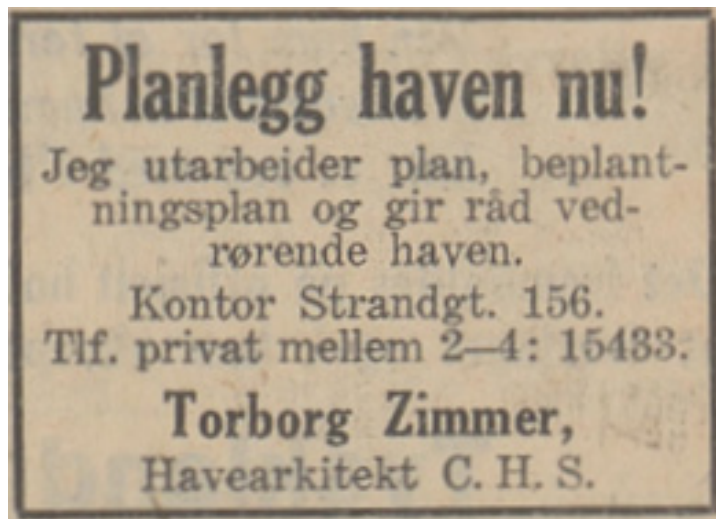 Planlegg haven nu!
Jeg utarbeider plan, beplant-
ningsplan og gir råd ved-
rørende haven.
Kontor Strandgt. 156.
Tlf. privat mellem 2—4: 15433.
Torborg Zimmer,
Havearkitekt C. H. S.